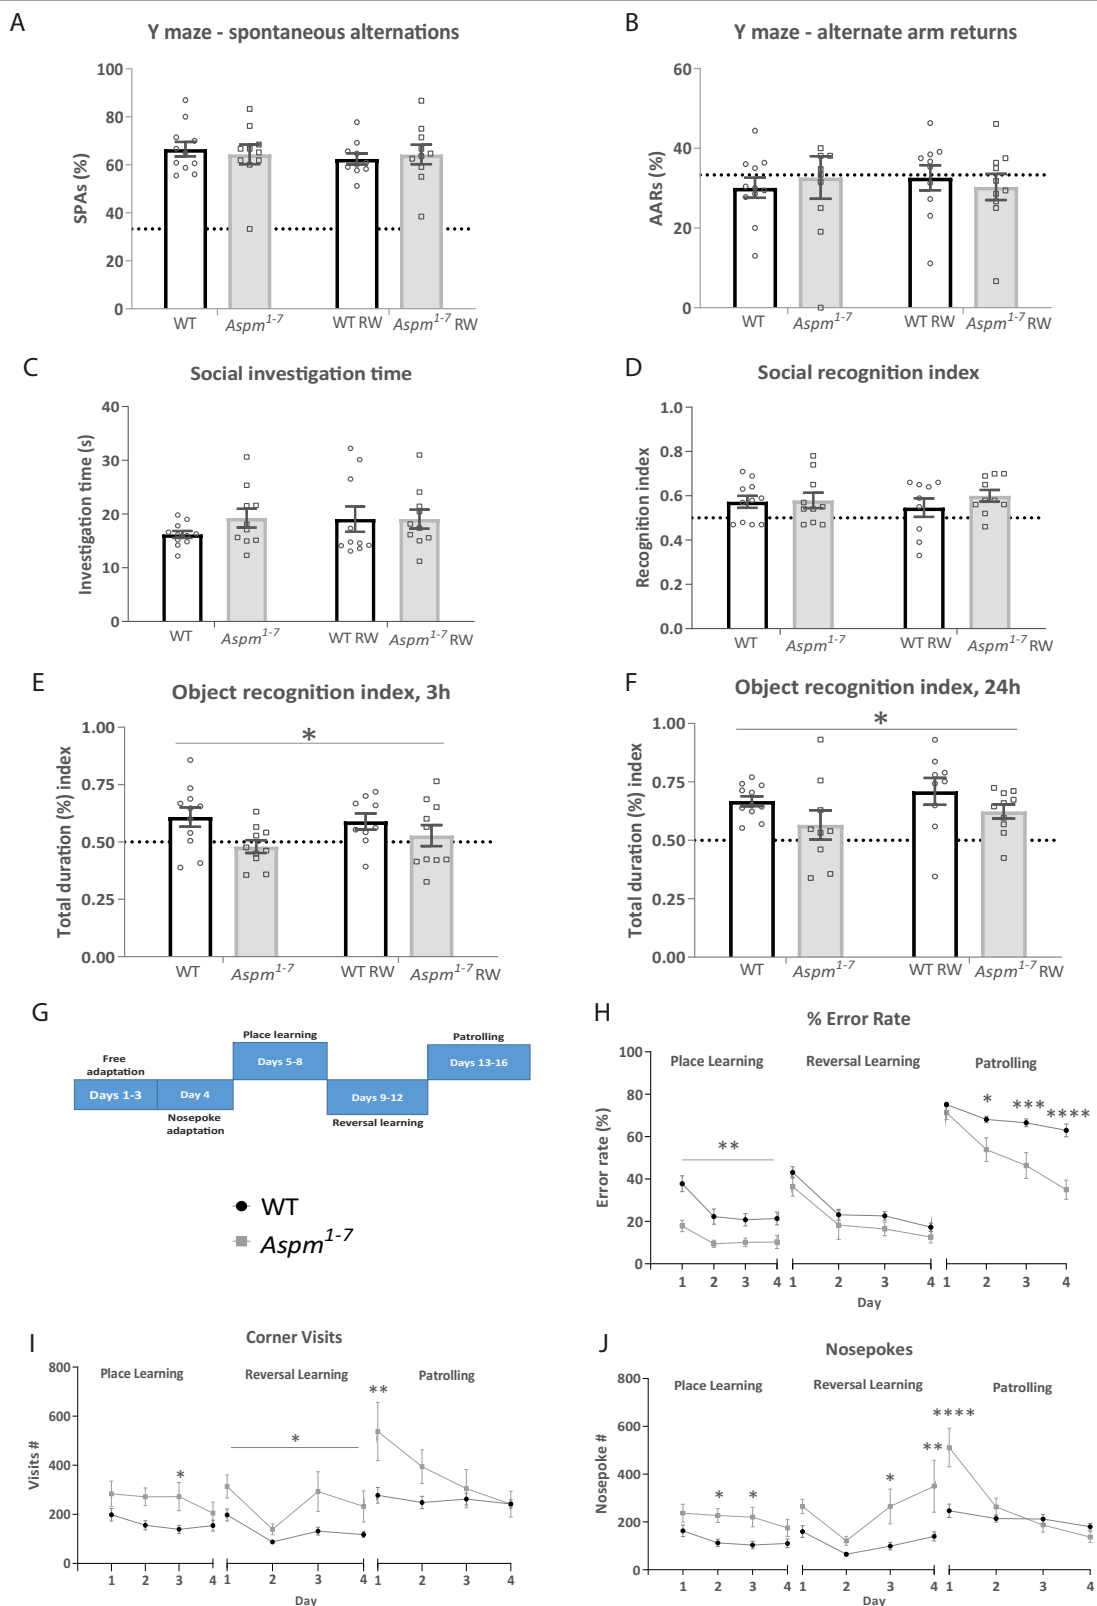 A
Y maze - spontaneous alternations
SPAs (%)
100
80
60
40
20
0
WT
Aspm1-7
WT RW
Aspm1-7 RW
B
Y maze - alternate arm returns
AARs (%)
60
40
20
0
WT
Aspm1-7
WT RW
Aspm1-7 RW
C
Social investigation time
Investigation time (s)
40
30
20
10
0
WT
Aspm1-7
WT RW
Aspm1-7 RW
D
Social recognition index
Recognition index
1.0
0.8
0.6
0.4
0.2
0.0
WT
Aspm1-7
WT RW
Aspm1-7 RW
E
Object recognition index, 3h
Total duration (%) index
1.00
0.75
0.50
0.25
0.00
*
WT
Aspm1-7
WT RW
Aspm1-7 RW
F
Object recognition index, 24h
Total duration (%) index
1.00
0.75
0.50
0.25
0.00
*
WT
Aspm1-7
WT RW
Aspm1-7 RW
G
Free
adaptation
Days 1-3
Day 4
Nosepoke
adaptation
Place learning
Days 5-8
Days 9-12
Reversal learning
Patrolling
Days 13-16
WT
Aspm1-7
H
% Error Rate
Place Learning
Reversal Learning
Patrolling
Error rate (%)
100
80
60
40
20
0
**
*
***
****
1 2 3 4
1 2 3 4
1 2 3 4
Day
I
Corner Visits
Place Learning
Reversal Learning
Patrolling
Visits #
800
600
400
200
0
*
*
**
1 2 3 4
1 2 3 4
1 2 3 4
Day
J
Nosepokes
Place Learning
Reversal Learning
Patrolling
Nosepoke #
800
600
400
200
0
*
*
*
**
****
1 2 3 4
1 2 3 4
1 2 3 4
Day